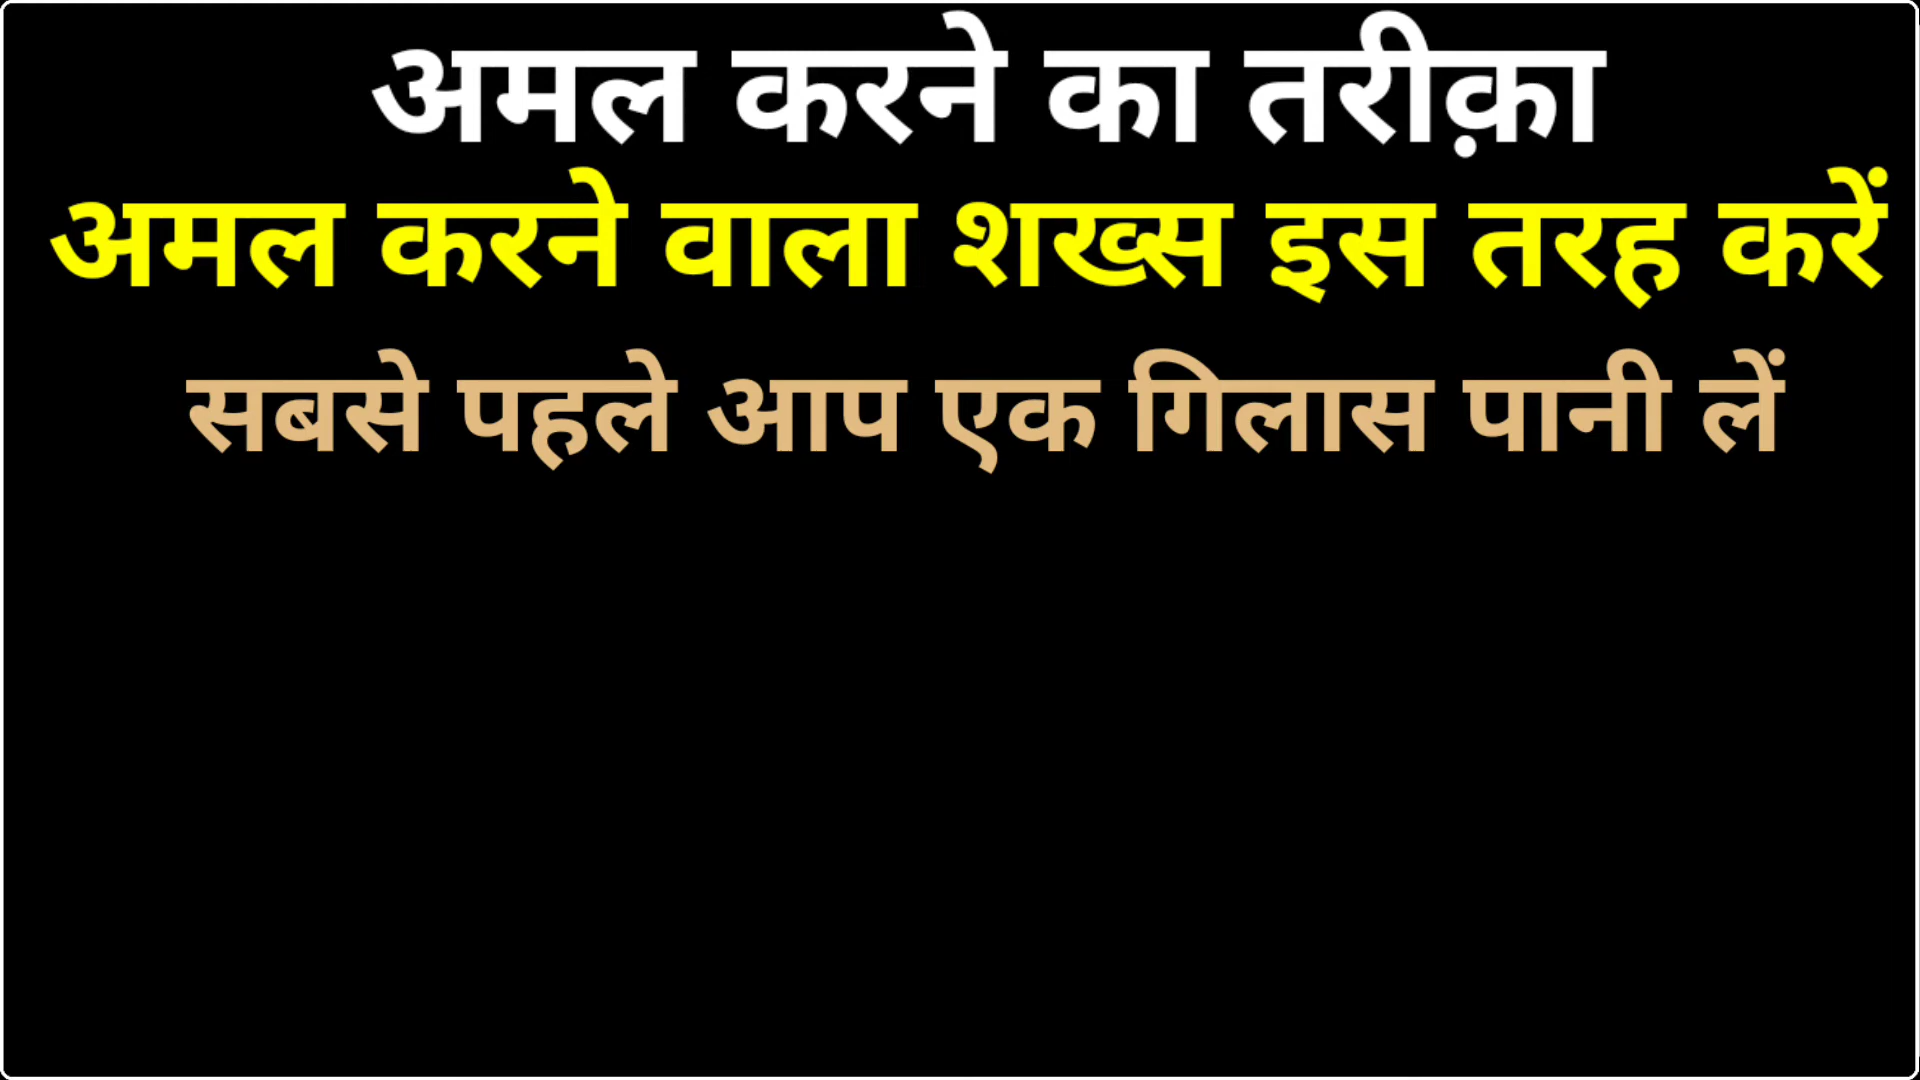 अमल करने का तरीक़ा
अमल करने वाला शख्स इस तरह करें
सबसे पहले आप एक गिलास पानी लें